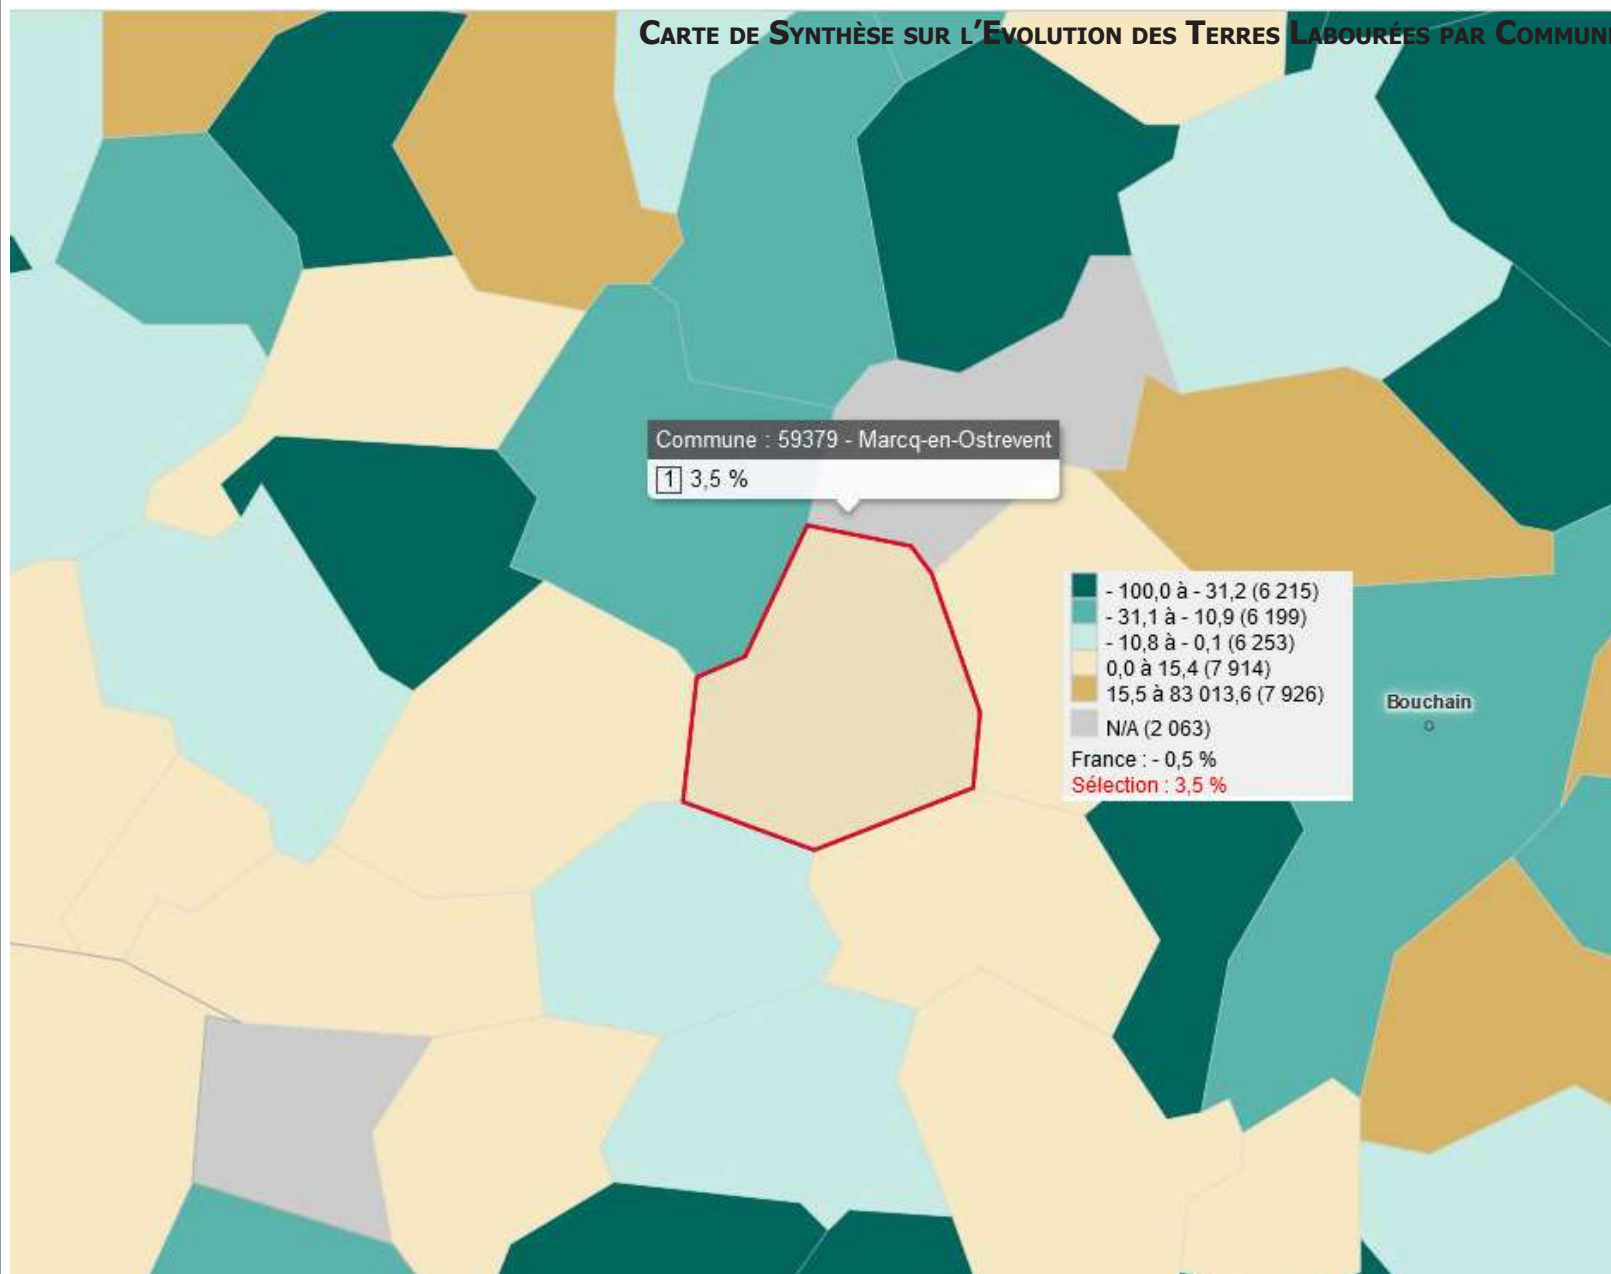 CARTE DE SYNTHÈSE SUR L'EVOLUTION DES TERRES LABOURÉES PAR COMMUN
Commune : 59379 - Marcq-en-Ostrevent
1 3,5 %
- 100,0 à - 31,2 (6 215)
- 31,1 à - 10,9 (6 199)
- 10,8 à - 0,1 (6 253)
0,0 à 15,4 (7 914)
15,5 à 83 013,6 (7 926)
N/A (2 063)
France : - 0,5 %
Sélection : 3,5 %
Bouchain